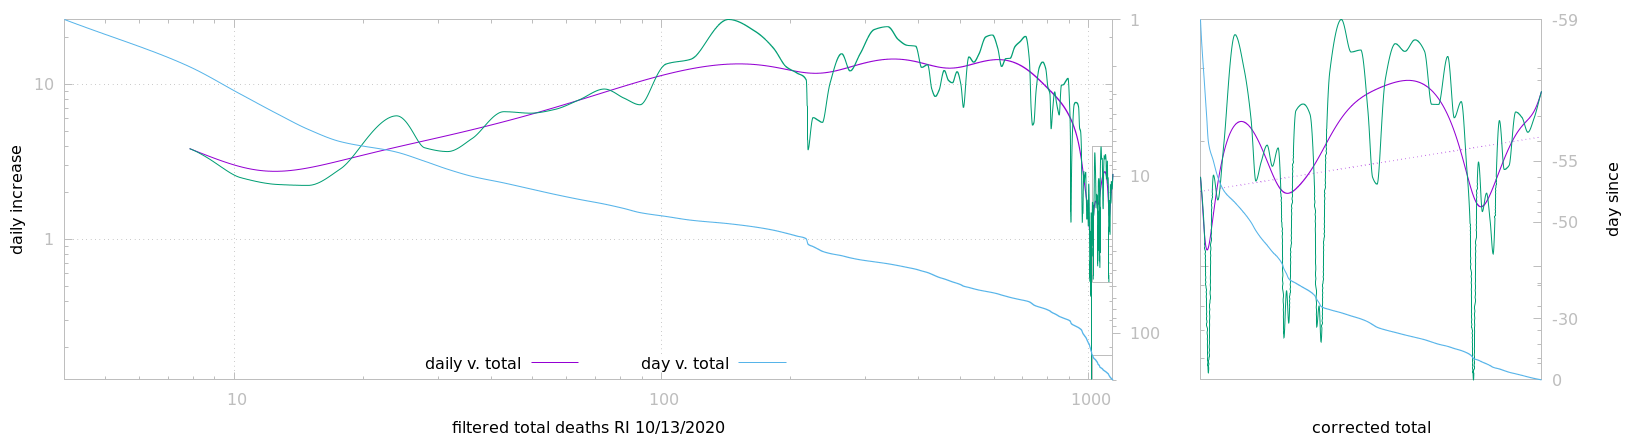 1
-59
10
daily increase
-55
10
day since
-50
1
-30
100
daily v. total
day v. total
0
10
100
1000
filtered total deaths RI 10/13/2020
corrected total